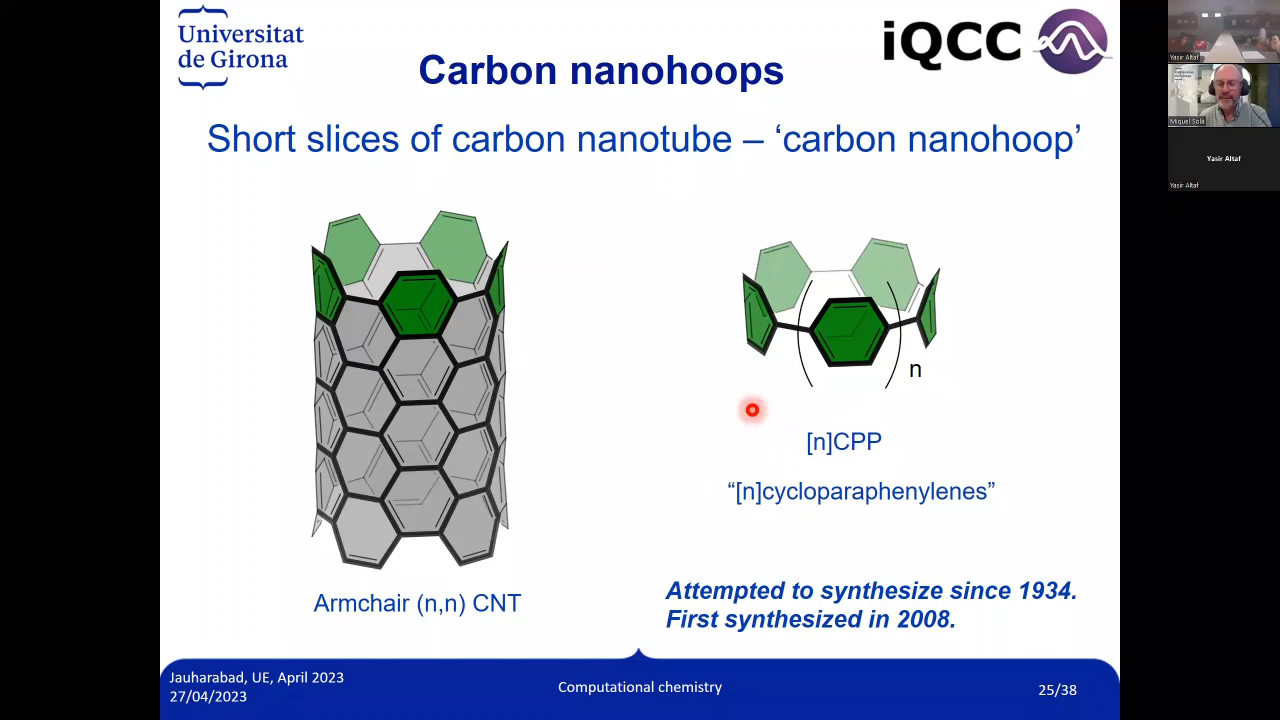 Universitat
de Girona
iQCC
Carbon nanohoops
Short slices of carbon nanotube – ‘carbon nanohoop’
n
[n]CPP
“[n]cycloparaphenylenes”
Armchair (n,n) CNT
Attempted to synthesize since 1934.
First synthesized in 2008.
Jauharabad, UE, April 2023
27/04/2023
Computational chemistry
25/38
Yasir Altaf
Miquel Solà
Yasir Altaf
Yasir Altaf